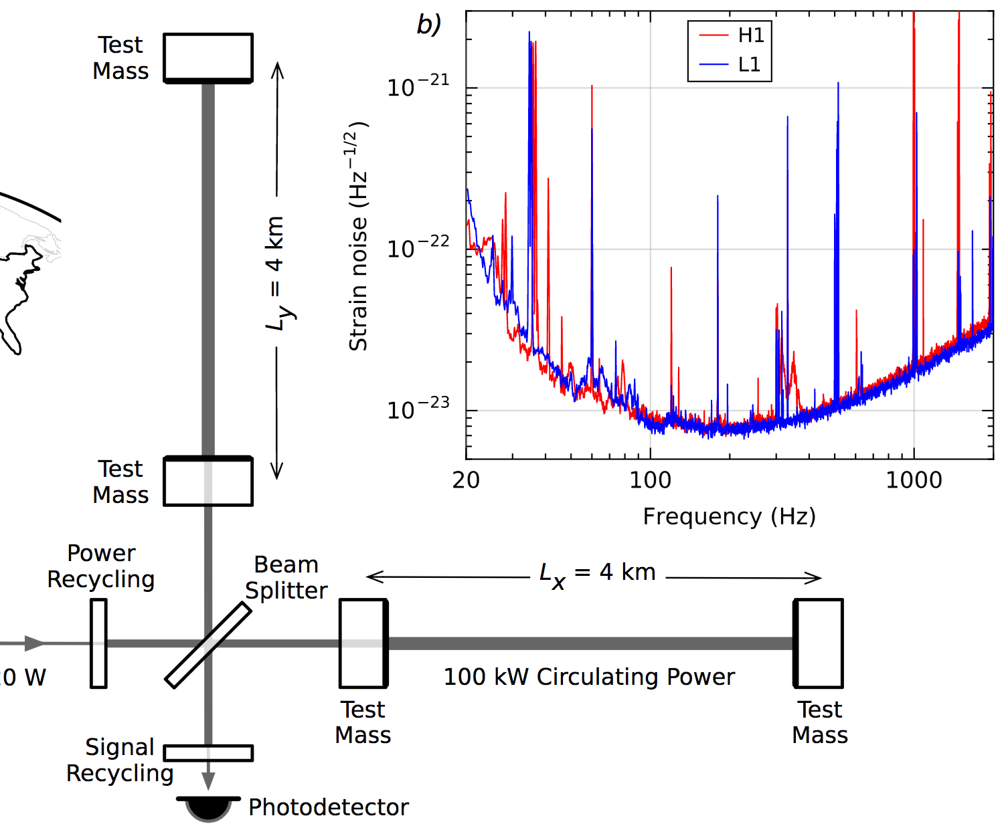 Test
Mass
L_y = 4 km
b)
H1
L1
10^−21
10^−22
10^−23
Strain noise (Hz^−1/2)
20
100
1000
Frequency (Hz)
Test
Mass
Power
Recycling
Beam
Splitter
L_x = 4 km
0 W
100 kW Circulating Power
Test
Mass
Test
Mass
Signal
Recycling
Photodetector